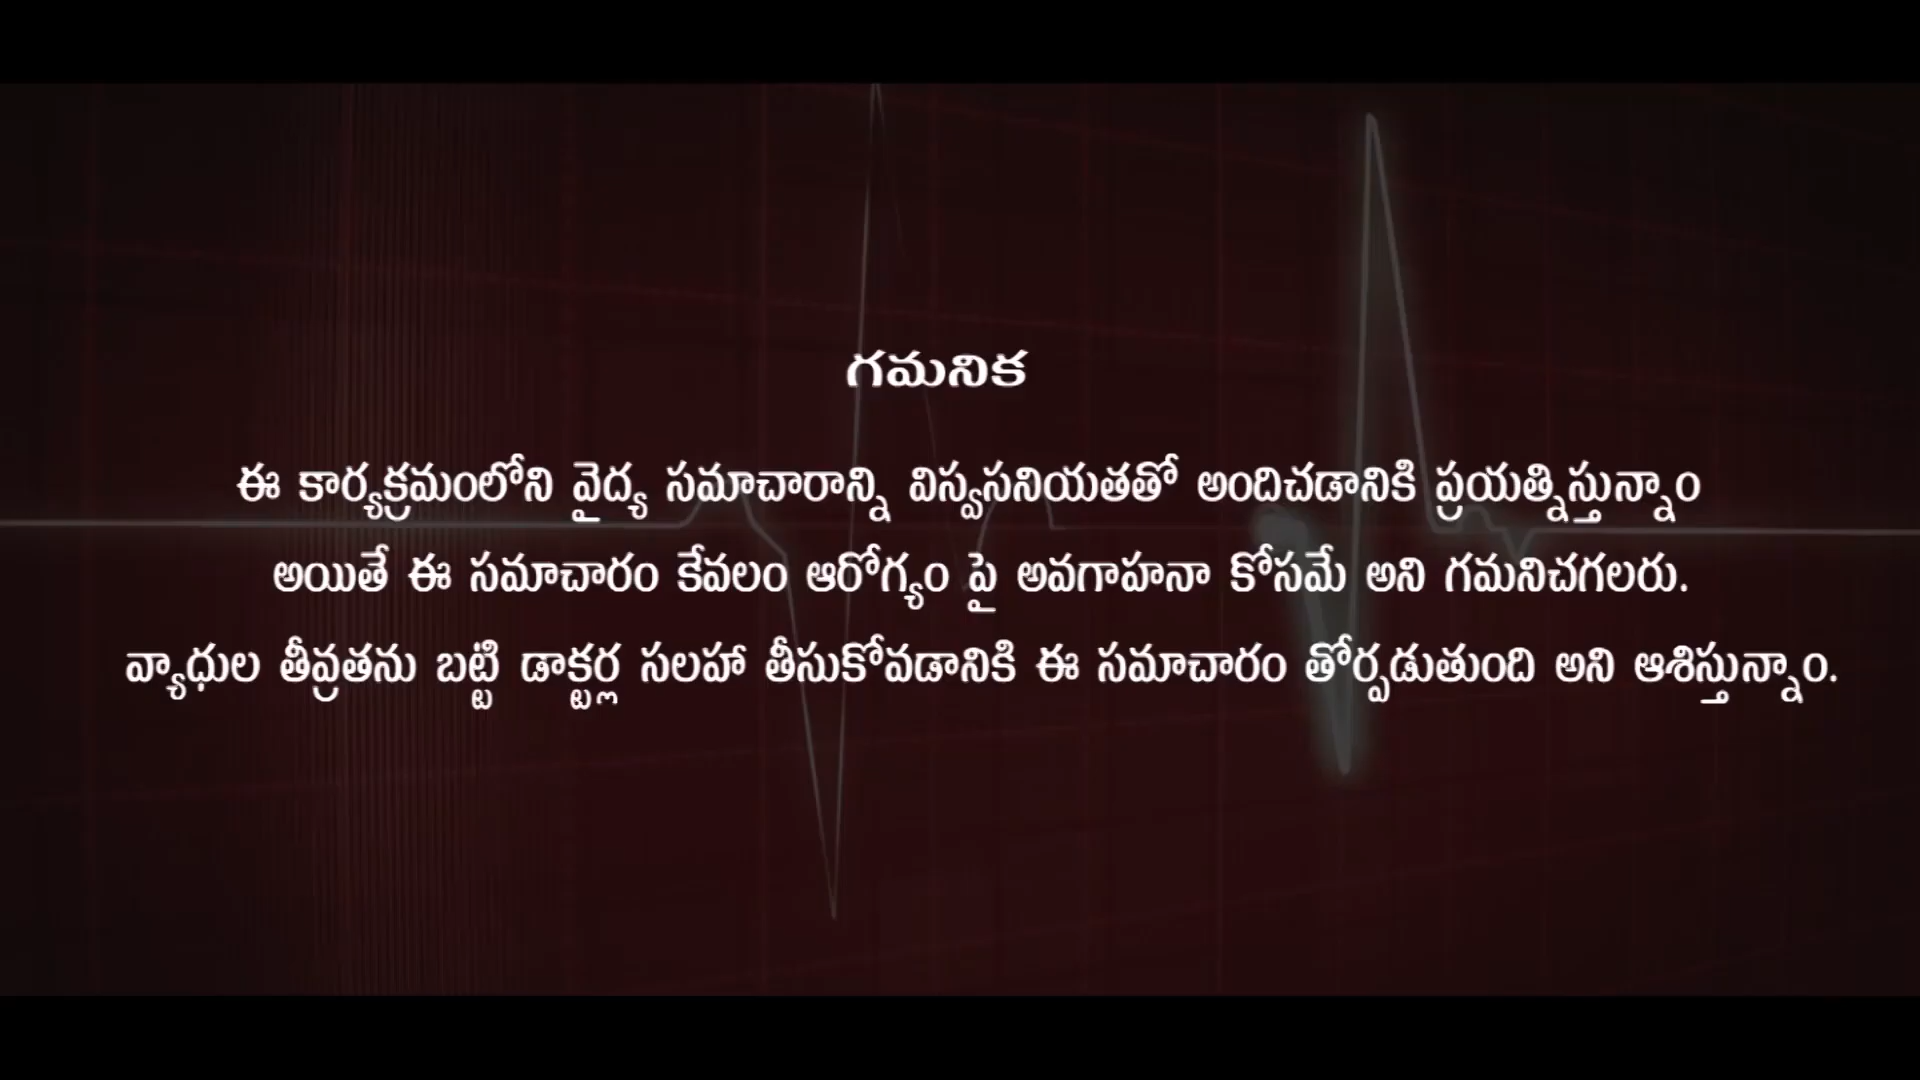 గమనిక
ఈ కార్యక్రమంలోని వైద్య సమాచారాన్ని విస్వసనియతతో అందిచడానికి ప్రయత్నిస్తున్నాం
అయితే ఈ సమాచారం కేవలం ఆరోగ్యం పై అవగాహనా కోసమే అని గమనిచగలరు.
వ్యాధుల తీవ్రతను బట్టి డాక్టర్ల సలహా తీసుకోవడానికి ఈ సమాచారం తోర్పడుతుంది అని ఆశిస్తున్నాం.